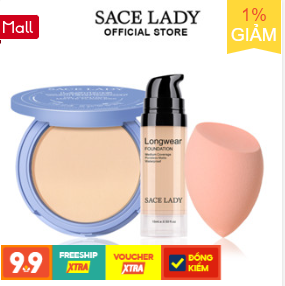 SACE LADY
OFFICIAL STORE
Mall
1%
GIẢM
SACE LADY
Longwear
FOUNDATION
SACE LADY
9.9
FREESHIP
XTRA
VOUCHER
XTRA
ĐỒNG
KIỂM